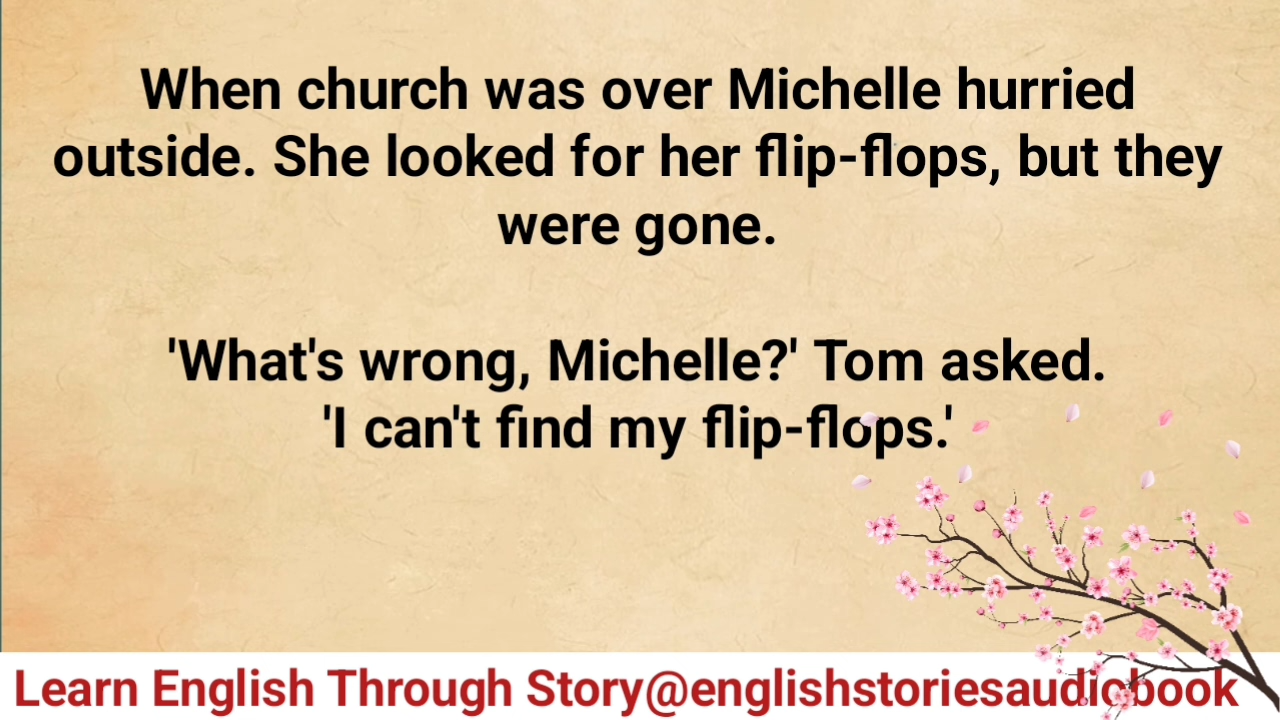 When church was over Michelle hurried
outside. She looked for her flip-flops, but they
were gone.
'What's wrong, Michelle?' Tom asked.
'I can't find my flip-flops.'
Learn English Through Story@englishstoriesaudiobook